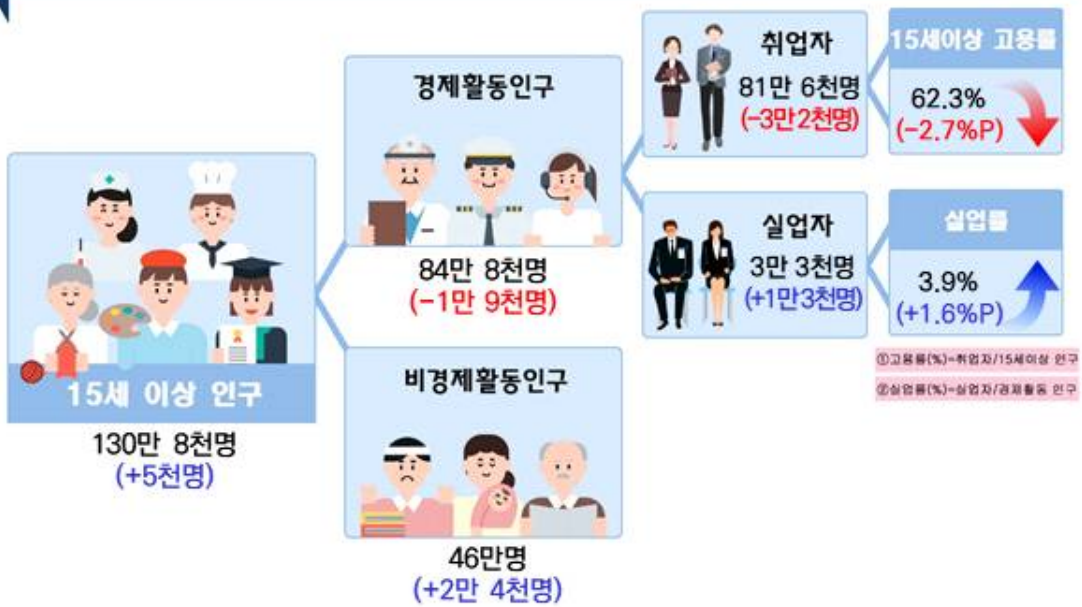 15세 이상 인구
130만 8천명
(+5천명)
경제활동인구
84만 8천명
(-1만 9천명)
비경제활동인구
46만명
(+2만 4천명)
취업자
81만 6천명
(-3만 2천명)
15세이상 고용률
62.3%
(-2.7%P)
실업자
3만 3천명
(+1만 3천명)
실업률
3.9%
(+1.6%P)
①고용률(%)=취업자/15세이상 인구
②실업률(%)=실업자/경제활동 인구